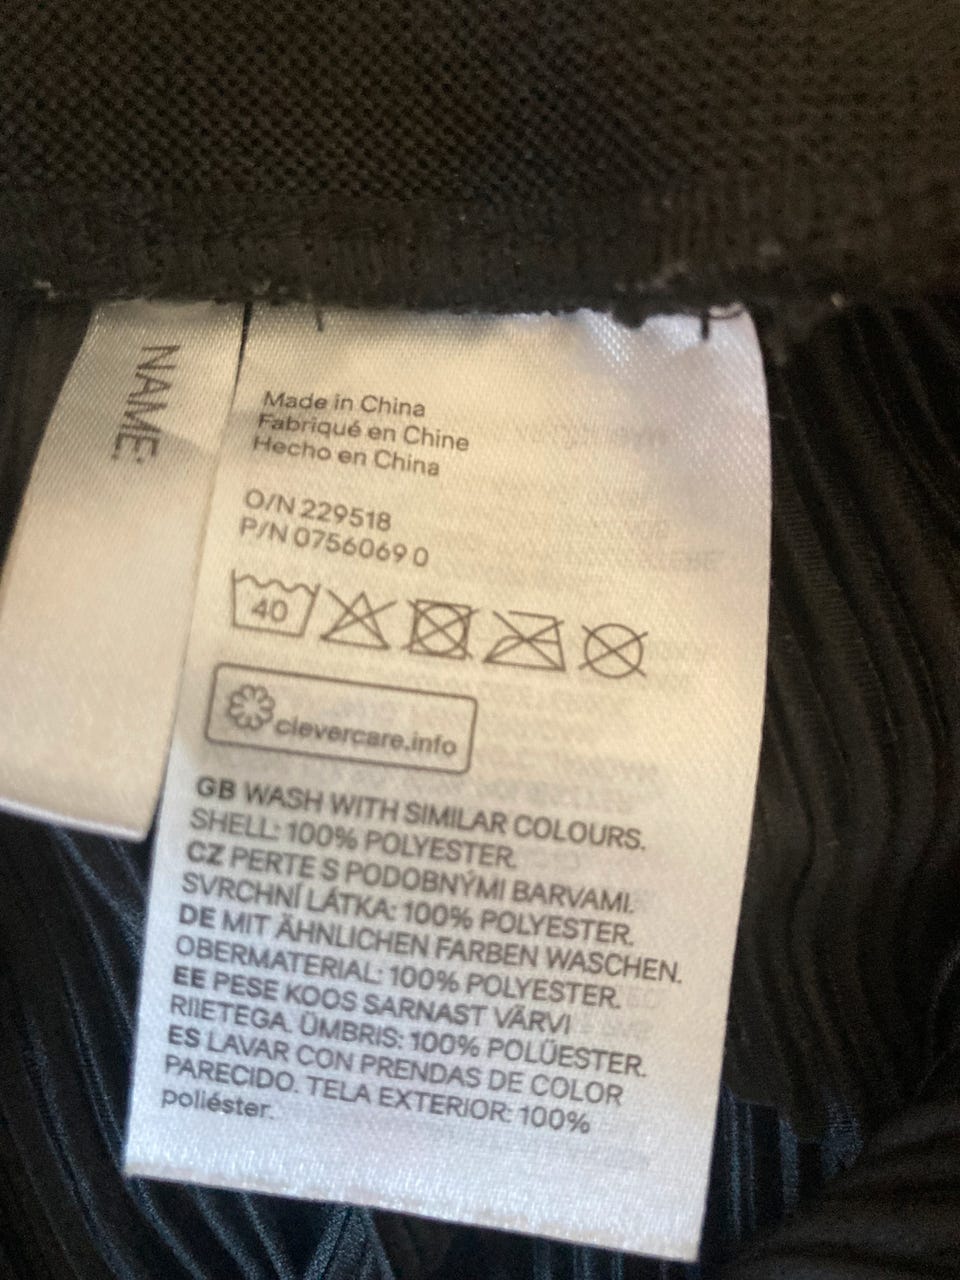 NAME:
Made in China
Fabriqué en Chine
Hecho en China
O/N 229518
P/N 0756069 0
40
clevercare.info
GB WASH WITH SIMILAR COLOURS.
SHELL: 100% POLYESTER.
CZ PERTE S PODOBNÝMI BARVAMI.
SVRCHNÍ LÁTKA: 100% POLYESTER.
DE MIT ÄHNLICHEN FARBEN WASCHEN.
OBERMATERIAL: 100% POLYESTER.
EE PESE KOOS SARNAST VÄRVI
RIIETEGA. ÜMBRIS: 100% POLÜESTER.
ES LAVAR CON PRENDAS DE COLOR
PARECIDO. TELA EXTERIOR: 100%
poliéster.